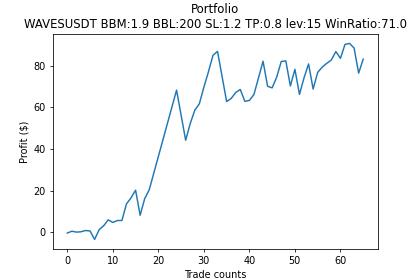 Portfolio
WAVESUSDT BBM:1.9 BBL:200 SL:1.2 TP:0.8 lev:15 WinRatio:71.0
Profit ($)
80
60
40
20
0
0 10 20 30 40 50 60
Trade counts